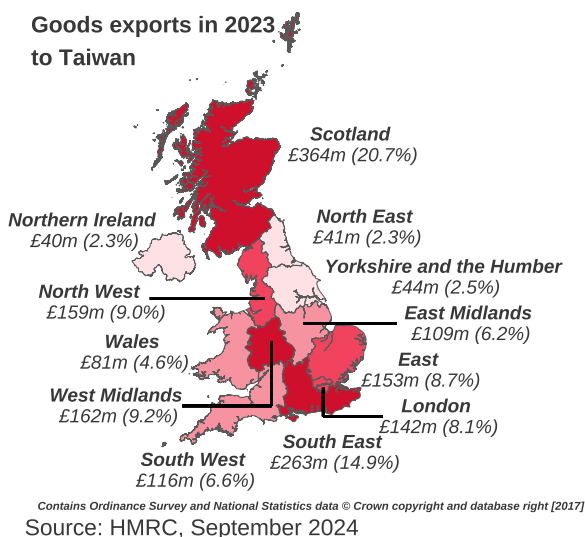 Goods exports in 2023
to Taiwan
Scotland
£364m (20.7%)
Northern Ireland
£40m (2.3%)
North East
£41m (2.3%)
Yorkshire and the Humber
£44m (2.5%)
North West
£159m (9.0%)
East Midlands
£109m (6.2%)
Wales
£81m (4.6%)
East
£153m (8.7%)
West Midlands
£162m (9.2%)
London
£142m (8.1%)
South East
£263m (14.9%)
South West
£116m (6.6%)
Contains Ordinance Survey and National Statistics data © Crown copyright and database right [2017]
Source: HMRC, September 2024